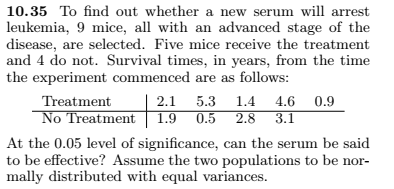 10.35 To find out whether a new serum will arrest
leukemia, 9 mice, all with an advanced stage of the
disease, are selected. Five mice receive the treatment
and 4 do not. Survival times, in years, from the time
the experiment commenced are as follows:
Treatment 2.1 5.3 1.4 4.6 0.9
No Treatment 1.9 0.5 2.8 3.1
At the 0.05 level of significance, can the serum be said
to be effective? Assume the two populations to be nor-
mally distributed with equal variances.